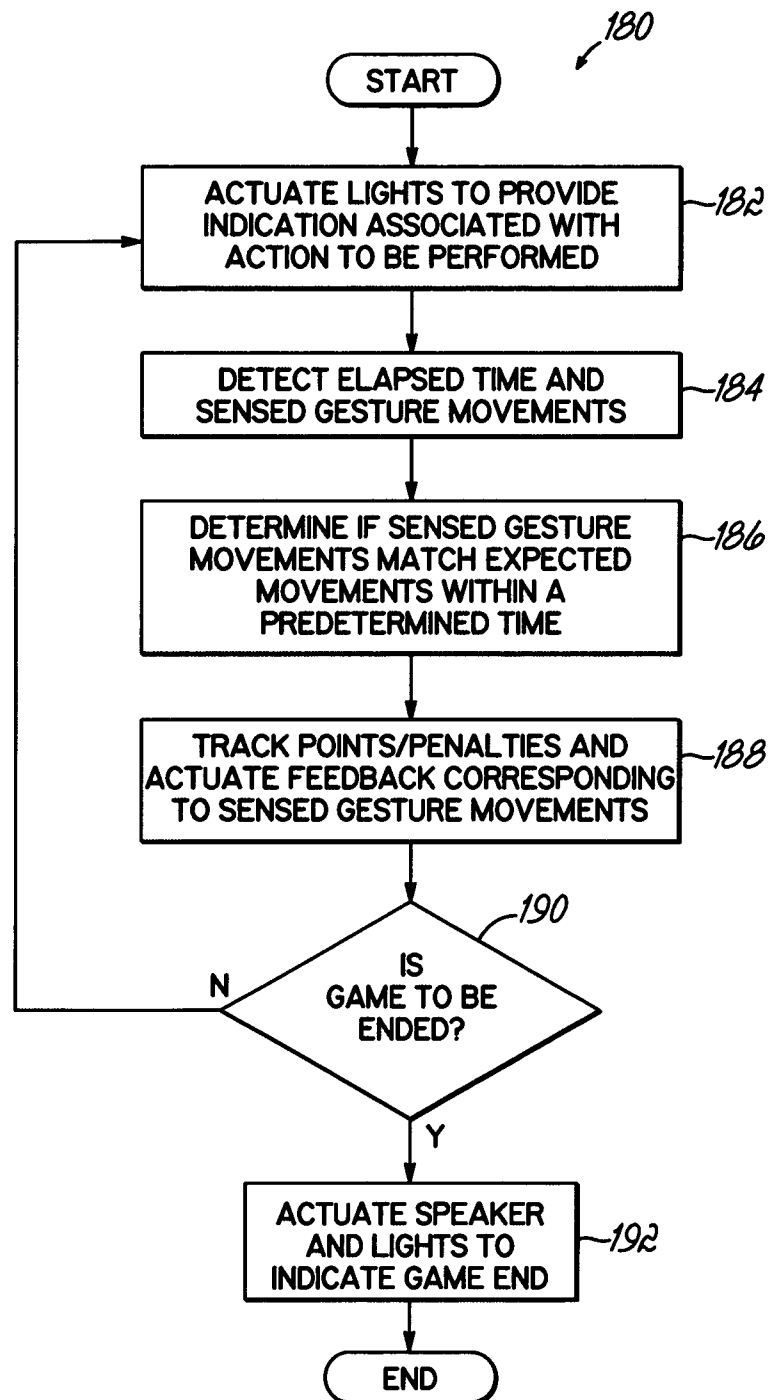 180
START
ACTUATE LIGHTS TO PROVIDE
INDICATION ASSOCIATED WITH
ACTION TO BE PERFORMED
182
DETECT ELAPSED TIME AND
SENSED GESTURE MOVEMENTS
184
DETERMINE IF SENSED GESTURE
MOVEMENTS MATCH EXPECTED
MOVEMENTS WITHIN A
PREDETERMINED TIME
186
TRACK POINTS/PENALTIES AND
ACTUATE FEEDBACK CORRESPONDING
TO SENSED GESTURE MOVEMENTS
188
190
IS
GAME TO BE
ENDED?
N
Y
ACTUATE SPEAKER
AND LIGHTS TO
INDICATE GAME END
192
END